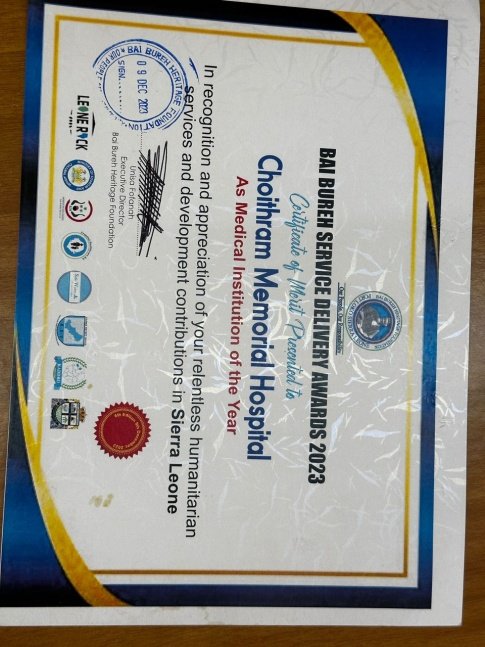 BAI BUREH SERVICE DELIVERY AWARDS 2023
Certificate of Merit Presented to
Choithram Memorial Hospital
As Medical Institution of the Year
In recognition and appreciation of your relentless humanitarian
services and development contributions in Sierra Leone
BAI BUREH HERITAGE FOUNDATION
09 DEC 2023
SIGN.......
Unisa Fofanah
Executive Director
Bai Bureh Heritage Foundation
LEONE ROCK